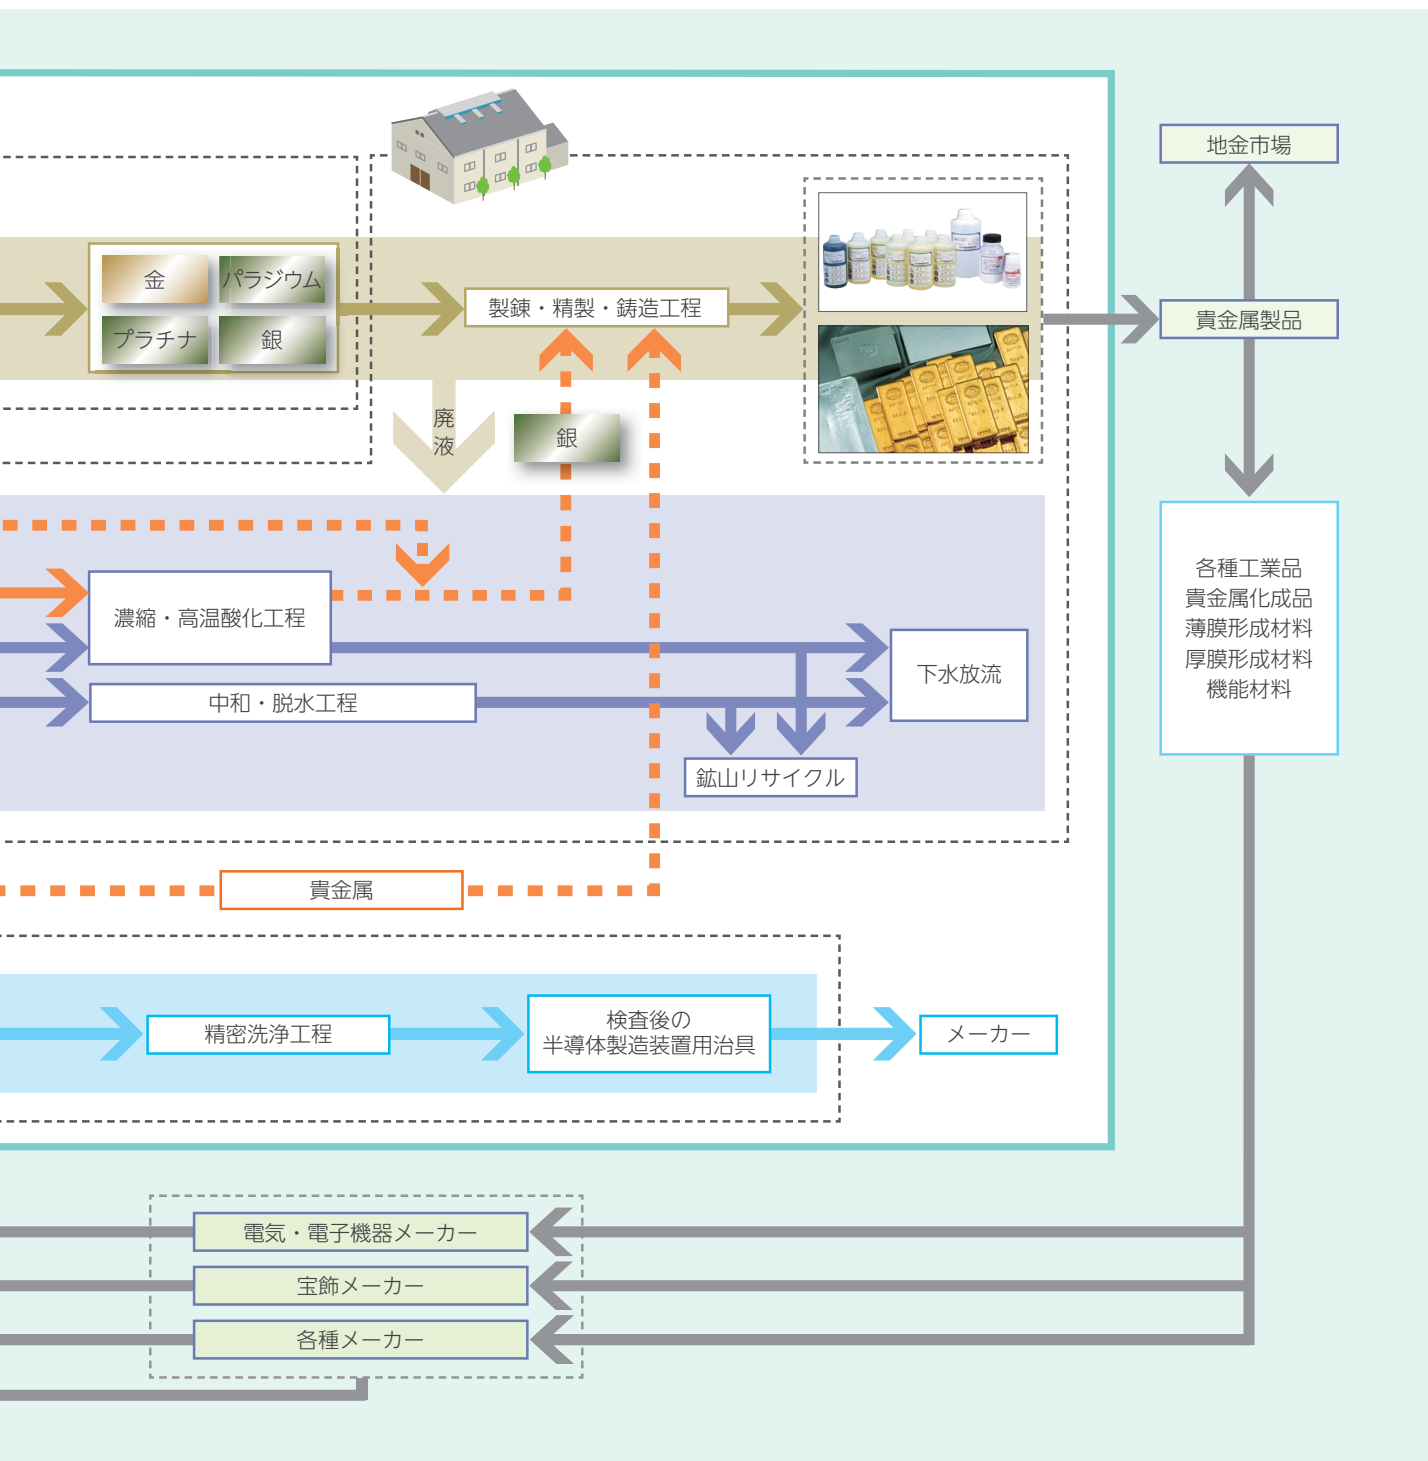 地金市場
金
パラジウム
プラチナ
銀
製錬・精製・鋳造工程
貴金属製品
廃
液
銀
各種工業品
貴金属化成品
薄膜形成材料
厚膜形成材料
機能材料
濃縮・高温酸化工程
下水放流
中和・脱水工程
鉱山リサイクル
貴金属
精密洗浄工程
検査後の
半導体製造装置用治具
メーカー
電気・電子機器メーカー
宝飾メーカー
各種メーカー